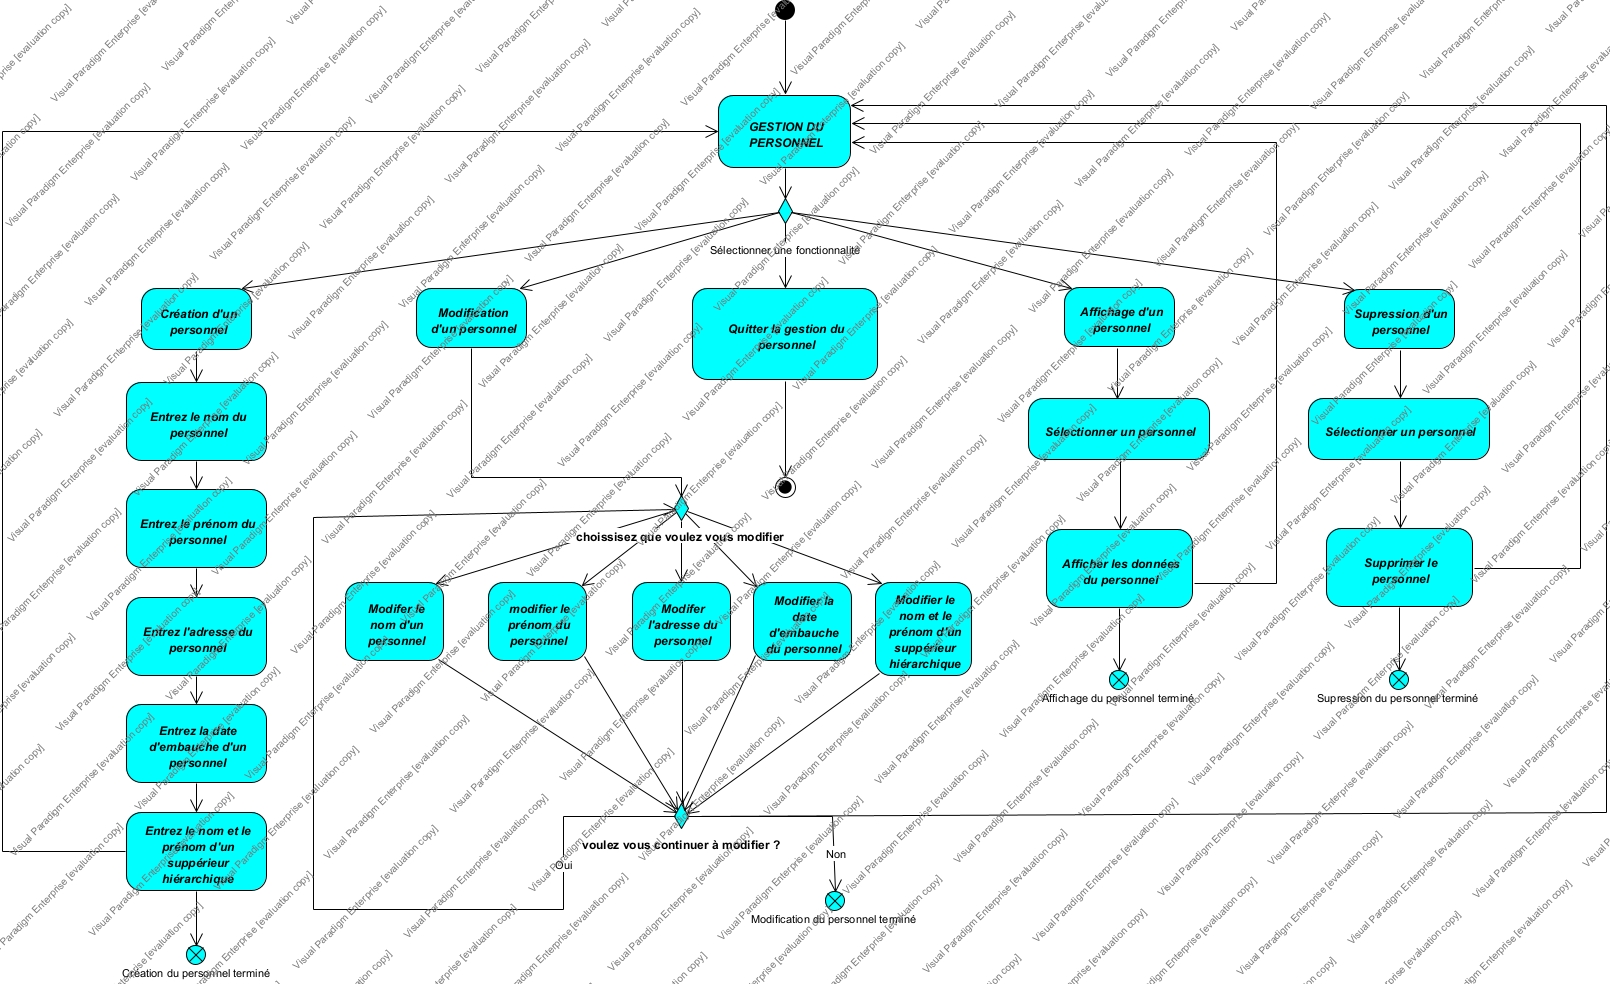 GESTION DU
PERSONNEL
Sélectionner une fonctionnalité
Création d'un
personnel
Modification
d'un personnel
Quitter la gestion du
personnel
Affichage d'un
personnel
Supression d'un
personnel
Entrez le nom du
personnel
Sélectionner un personnel
Sélectionner un personnel
Entrez le prénom du
personnel
choissisez que voulez vous modifier
Afficher les données
du personnel
Supprimer le
personnel
Modifer le
nom d'un
personnel
modifier le
prénom du
personnel
Modifer
l'adresse du
personnel
Modifier la
date
d'embauche
du personnel
Modifier le
nom et le
prénom d'un
suppérieur
hiérarchique
Entrez l'adresse du
personnel
Affichage du personnel terminé
Supression du personnel terminé
Entrez la date
d'embauche d'un
personnel
Entrez le nom et le
prénom d'un
suppérieur
hiérarchique
voulez vous continuer à modifier ?
Oui
Non
Modification du personnel terminé
Création du personnel terminé
Visual Paradigm Enterprise [evaluation copy]